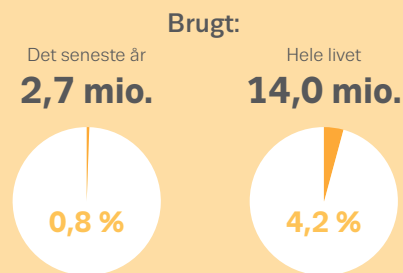 Brugt:
Det seneste år
2,7 mio.
0,8 %
Hele livet
14,0 mio.
4,2 %